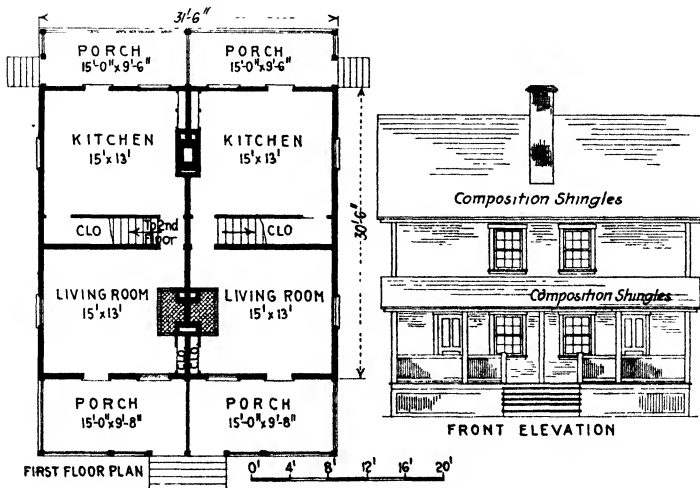 31'-6"
PORCH PORCH
15'-0"x9'-6" 15'-0"x9'-6"
KITCHEN KITCHEN
15'x13' 15'x13'
CLO To 2nd Floor CLO
30'-6"
LIVING ROOM LIVING ROOM
15'x13' 15'x13'
PORCH PORCH
15'-0"x9'-8" 15'-0"x9'-8"
FIRST FLOOR PLAN
0' 4' 8' 12' 16' 20'
Composition Shingles
Composition Shingles
FRONT ELEVATION